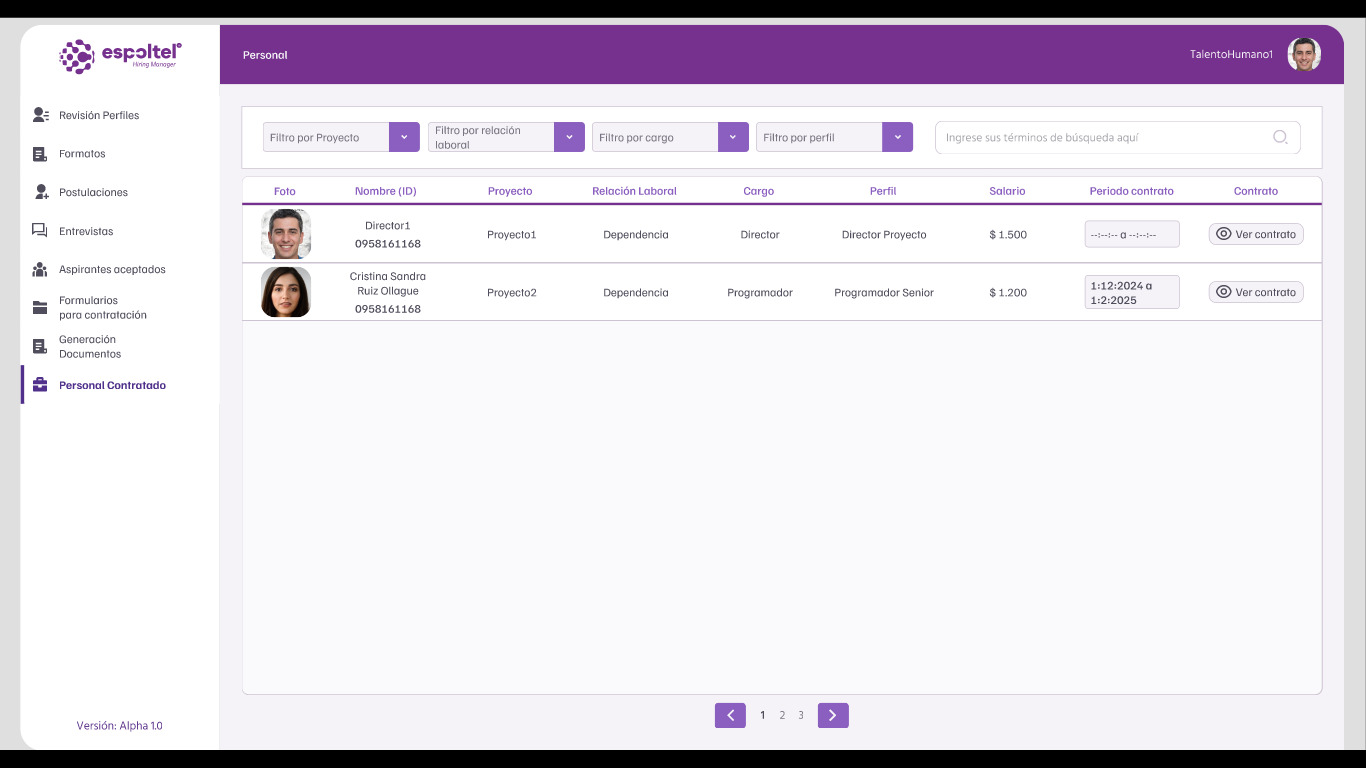 espoltel
Hiring Manager
Personal
TalentoHumano1
Revisión Perfiles
Formatos
Postulaciones
Entrevistas
Aspirantes aceptados
Formularios
para contratación
Generación
Documentos
Personal Contratado
Versión: Alpha 1.0
Filtro por Proyecto
Filtro por relación
laboral
Filtro por cargo
Filtro por perfil
Ingrese sus términos de búsqueda aquí
Foto Nombre (ID) Proyecto Relación Laboral Cargo Perfil Salario Periodo contrato Contrato
Director1
0958161168
Proyecto1 Dependencia Director Director Proyecto $ 1.500 --:--:-- a --:--:-- Ver contrato
Cristina Sandra
Ruiz Ollague
0958161168
Proyecto2 Dependencia Programador Programador Senior $ 1.200
1:12:2024 a
1:2:2025
Ver contrato
1 2 3